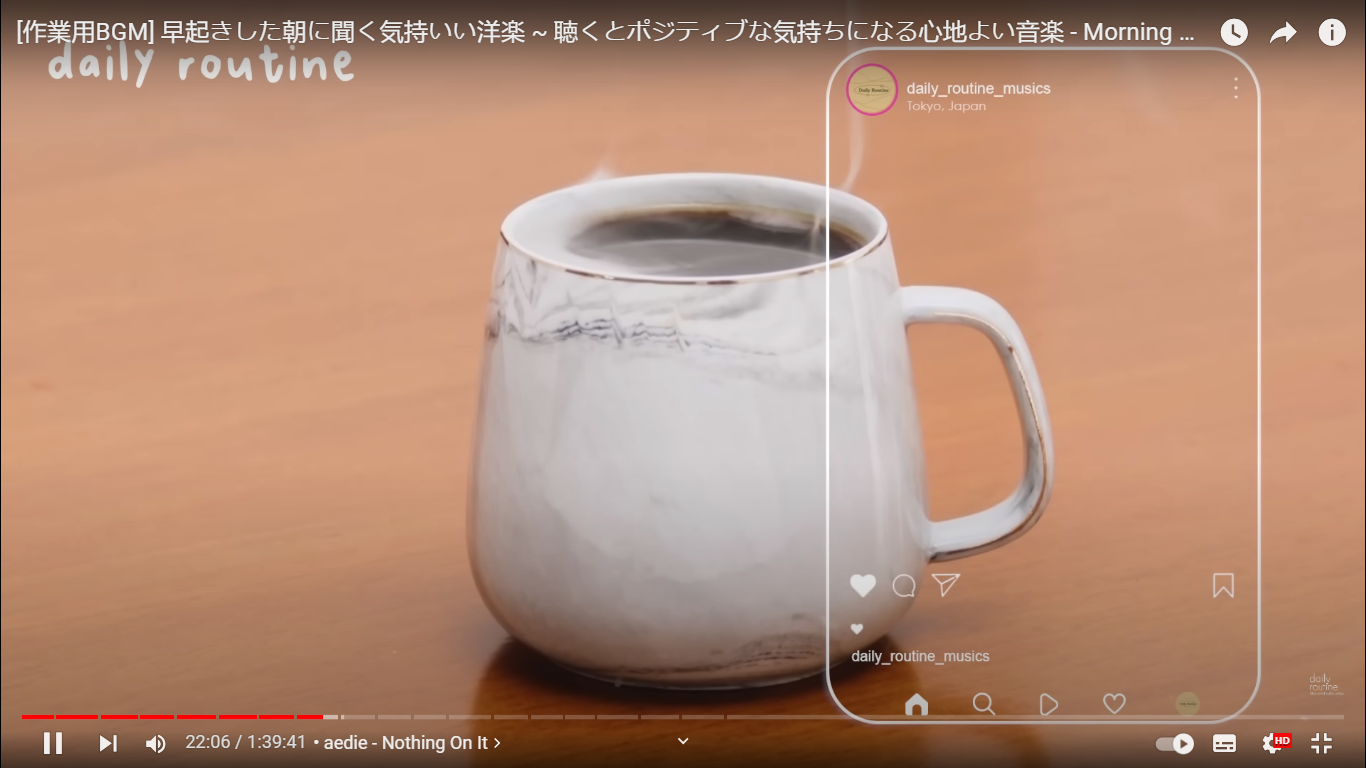 [作業用BGM] 早起きした朝に聞く気持いい洋楽 ~ 聴くとポジティブな気持ちになる心地よい音楽 - Morning ...
daily routine
Daily Routine
daily_routine_musics
Tokyo, Japan
daily_routine_musics
daily
routine
22:06 / 1:39:41 • aedie - Nothing On It
HD